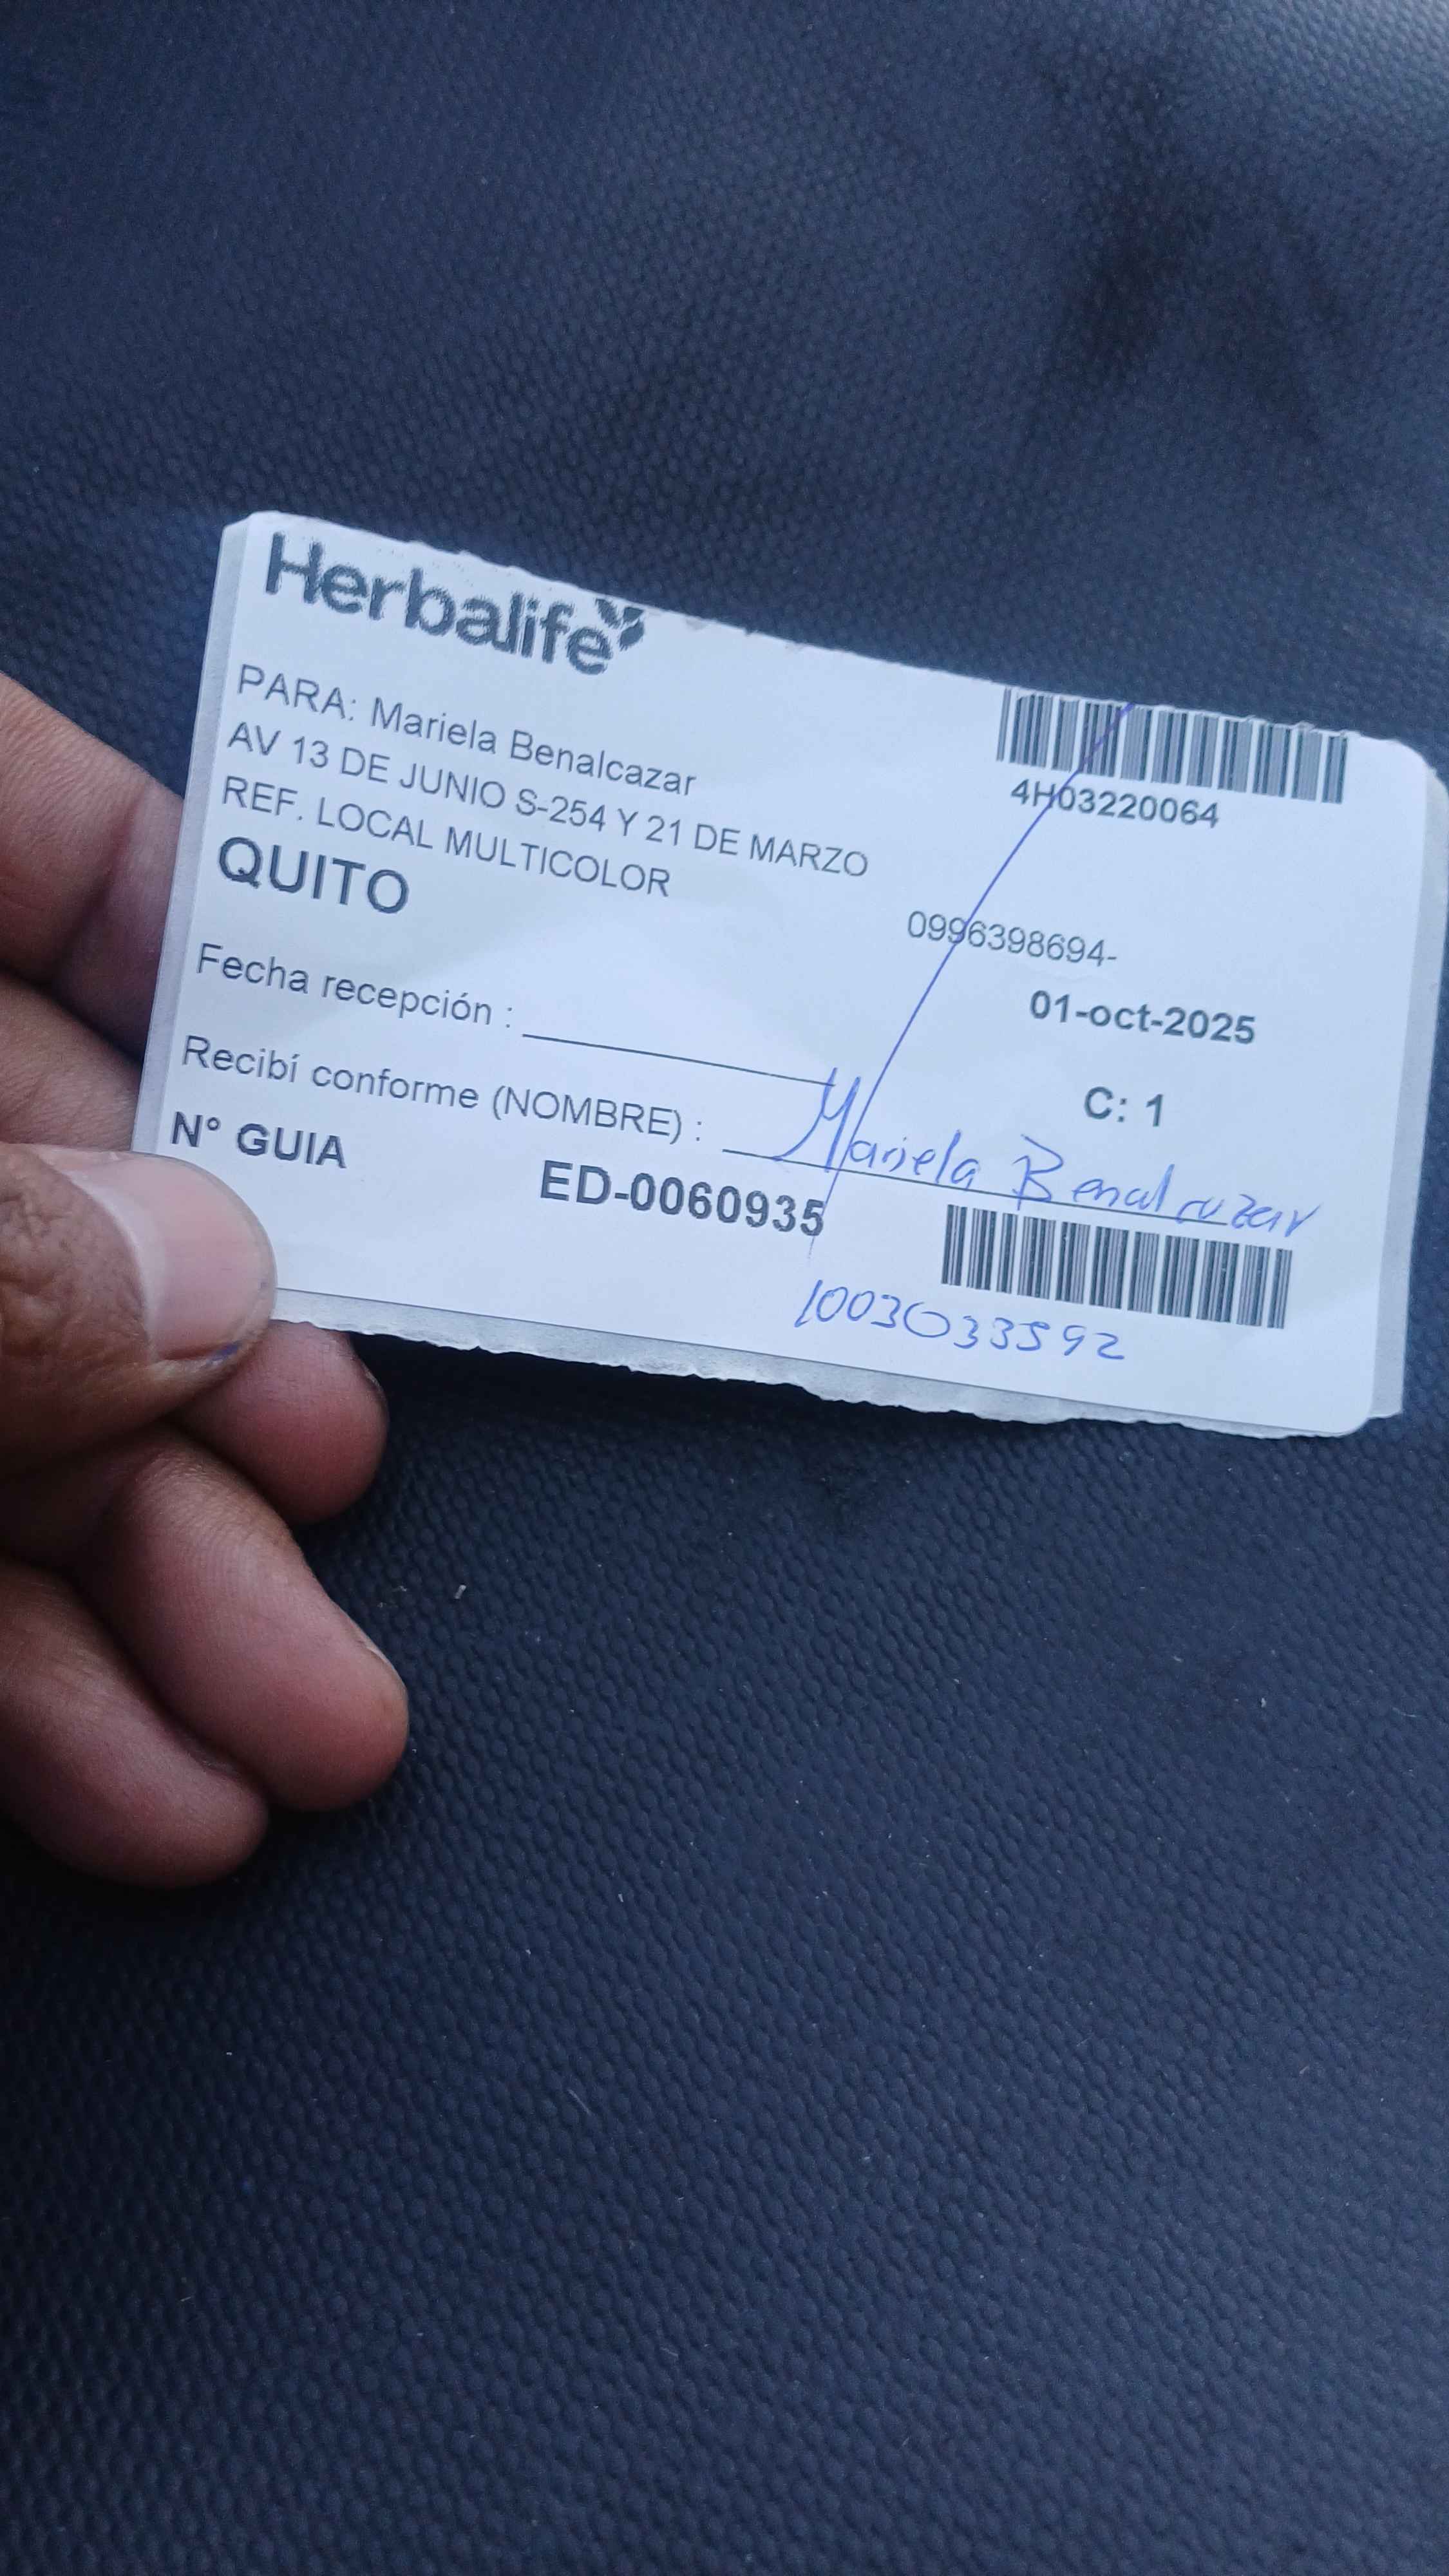 Herbalife
4H03220064
PARA: Mariela Benalcazar
AV 13 DE JUNIO S-254 Y 21 DE MARZO
REF. LOCAL MULTICOLOR
QUITO
0996398694-
01-oct-2025
Fecha recepción :
C: 1
Recibí conforme (NOMBRE) : Mariela Benalcazar
N° GUIA ED-0060935
1003033592